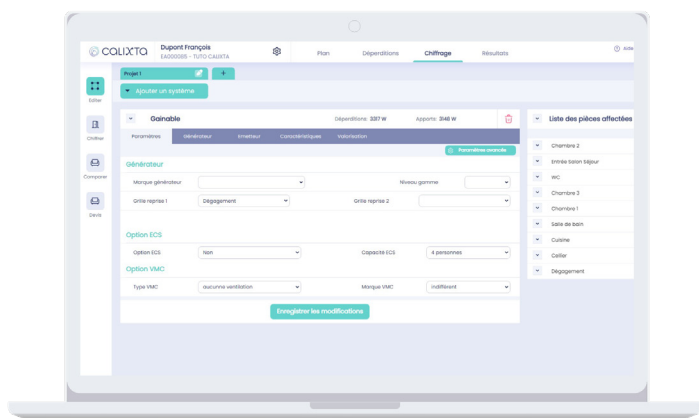 CALIXTA
Dupont François
EA000065 - TUTO CALIXTA
Plan Déperditions Chiffrage Résultats
Aide
Projet 1 +
Ajouter un système
Editer
Chiffrer
Comparer
Devis
Gainable Déperditions: 3317 W Apports: 3148 W
Paramètres Générateur Emetteur Caractéristiques Valorisation
Paramètres avancés
Générateur
Marque générateur Niveau gamme
Grille reprise 1 Dégagement Grille reprise 2
Option ECS
Option ECS Non Capacité ECS 4 personnes
Option VMC
Type VMC aucunne ventilation Marque VMC Indifférent
Enregistrer les modifications
Liste des pièces affectées
Chambre 2
Entrée Salon Séjour
WC
Chambre 3
Chambre 1
Salle de bain
Cuisine
Cellier
Dégagement